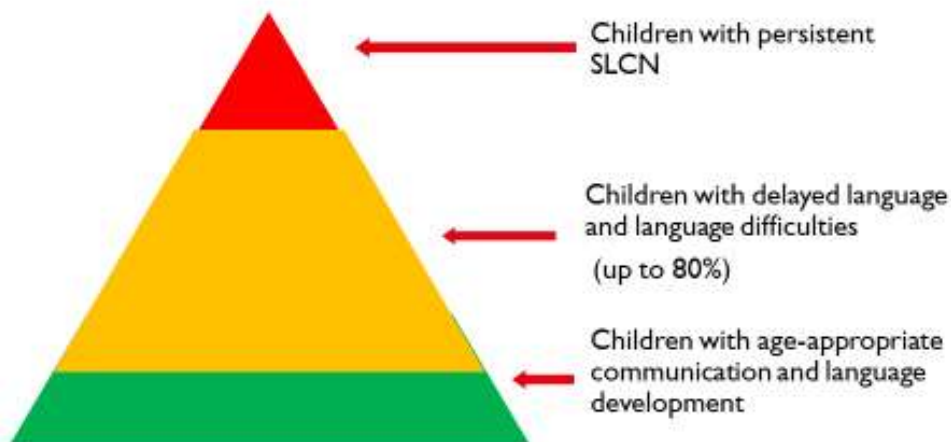 Children with persistent
SLCN
Children with delayed language
and language difficulties
(up to 80%)
Children with age-appropriate
communication and language
development